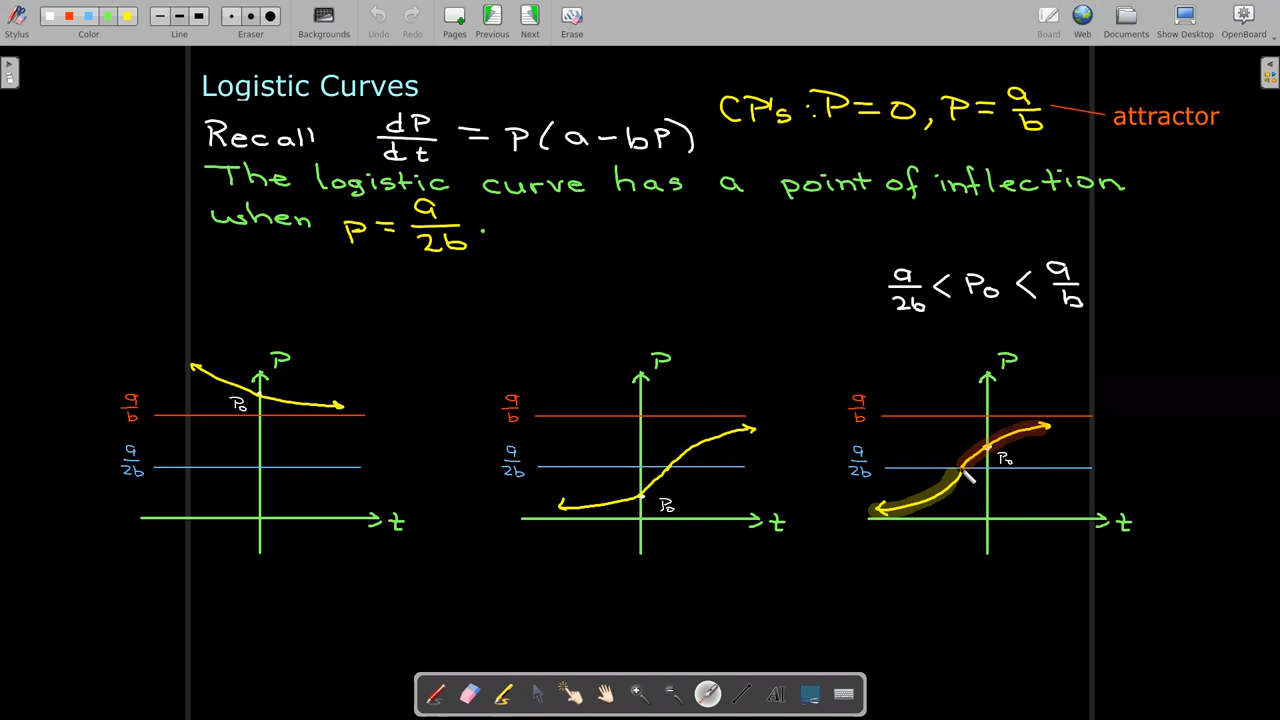 Stylus
Color
Line
Eraser
Backgrounds
Undo
Redo
Pages
Previous
Next
Erase
Board
Web
Documents
Show Desktop
OpenBoard
Logistic Curves
CPs : P = 0, P = a/b
attractor
Recall dP/dt = P(a - bP)
The logistic curve has a point of inflection
when P = a/2b.
a/2b < P₀ < a/b
P
a/b
P₀
a/2b
t
P
a/b
a/2b
P₀
t
P
a/b
a/2b
P₀
t
AI